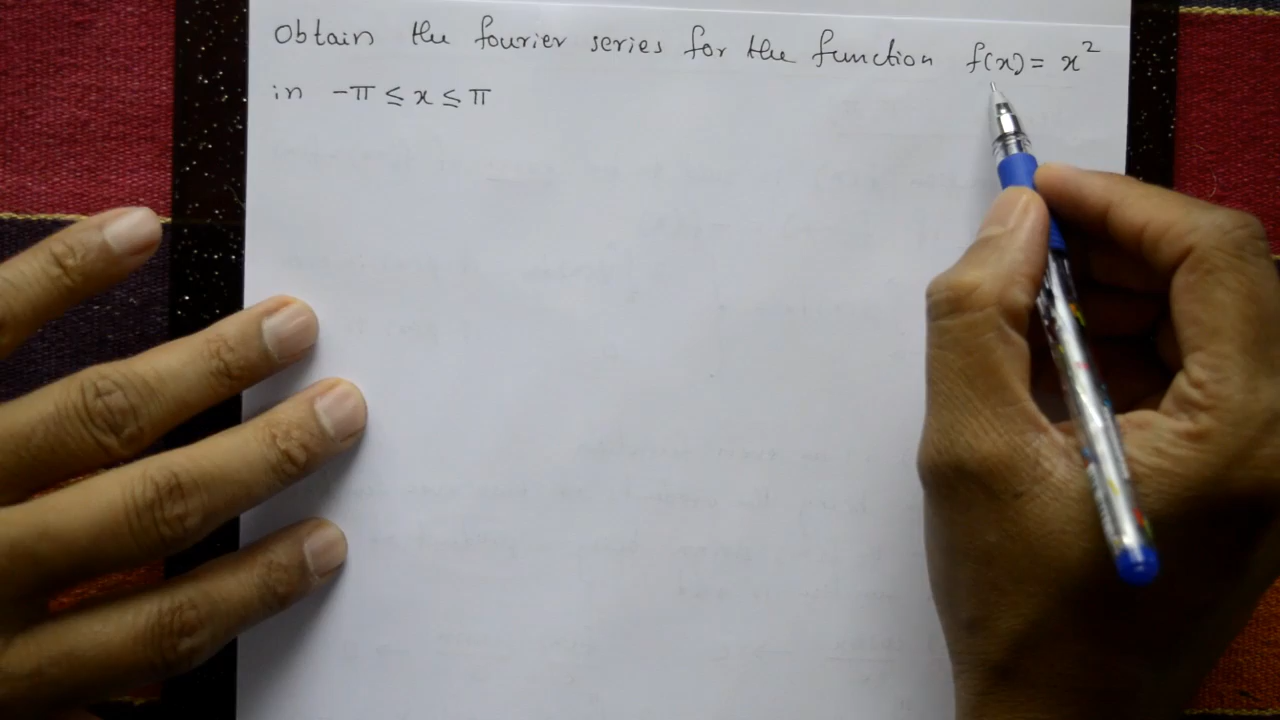 Obtain the fourier series for the function f(x) = x²
in -π ≤ x ≤ π